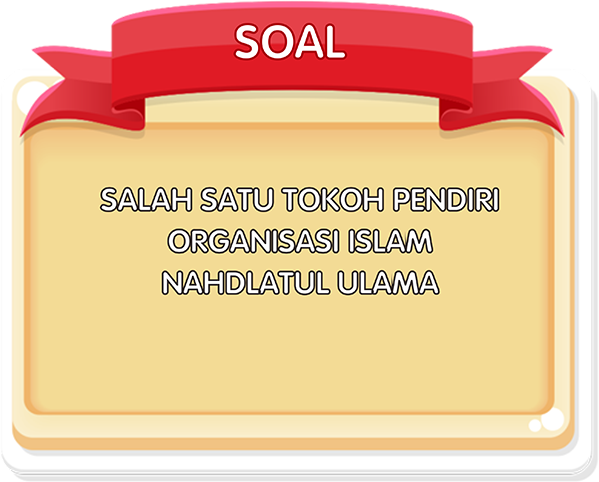 SOAL
SALAH SATU TOKOH PENDIRI
ORGANISASI ISLAM
NAHDLATUL ULAMA